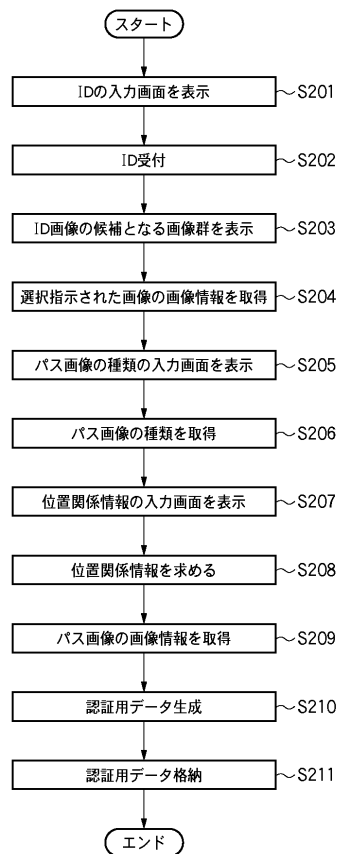 スタート
IDの入力画面を表示 S201
ID受付 S202
ID画像の候補となる画像群を表示 S203
選択指示された画像の画像情報を取得 S204
パス画像の種類の入力画面を表示 S205
パス画像の種類を取得 S206
位置関係情報の入力画面を表示 S207
位置関係情報を求める S208
パス画像の画像情報を取得 S209
認証用データ生成 S210
認証用データ格納 S211
エンド